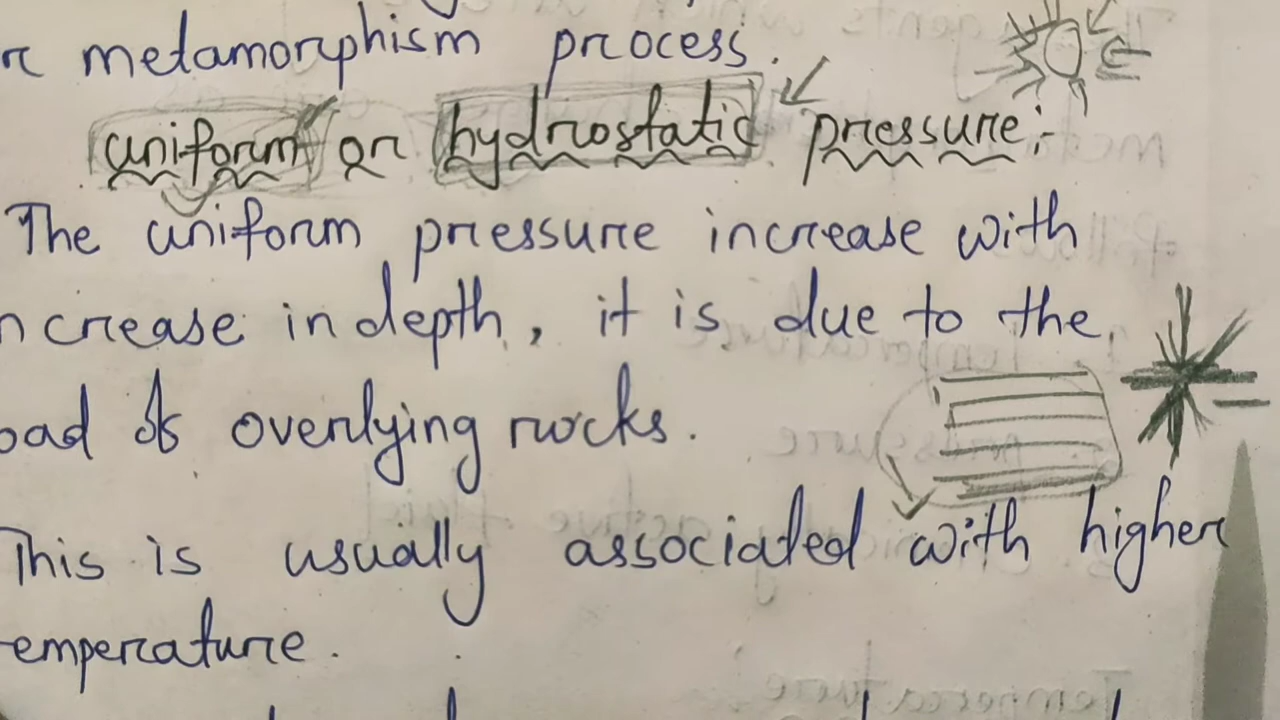 r metamorphism process.
uniform or hydrostatic pressure:-
The uniform pressure increase with
ncrease in depth, it is due to the
oad of overlying rocks.
This is usually associated with higher
emperature.